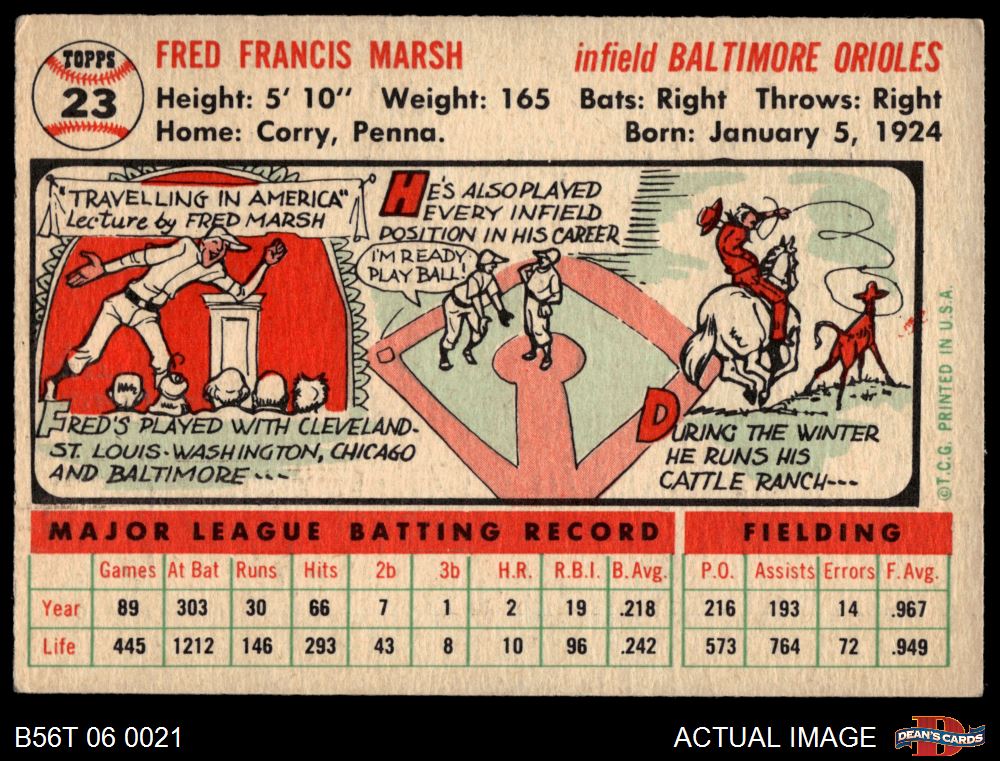 TOPPS
23
FRED FRANCIS MARSH
infield BALTIMORE ORIOLES
Height: 5' 10" Weight: 165 Bats: Right Throws: Right
Home: Corry, Penna. Born: January 5, 1924
"TRAVELLING IN AMERICA"
Lecture by FRED MARSH
FRED'S PLAYED WITH CLEVELAND-
ST. LOUIS-WASHINGTON, CHICAGO
AND BALTIMORE ---
HE'S ALSO PLAYED
EVERY INFIELD
POSITION IN HIS CAREER
I'M READY.
PLAY BALL!
DURING THE WINTER
HE RUNS HIS
CATTLE RANCH---
©T.C.G. PRINTED IN U.S.A.
MAJOR LEAGUE BATTING RECORD FIELDING
Games At Bat Runs Hits 2b 3b H.R. R.B.I. B. Avg. P.O. Assists Errors F. Avg.
Year 89 303 30 66 7 1 2 19 .218 216 193 14 .967
Life 445 1212 146 293 43 8 10 96 .242 573 764 72 .949
B56T 06 0021
ACTUAL IMAGE
D
DEAN'S CARDS